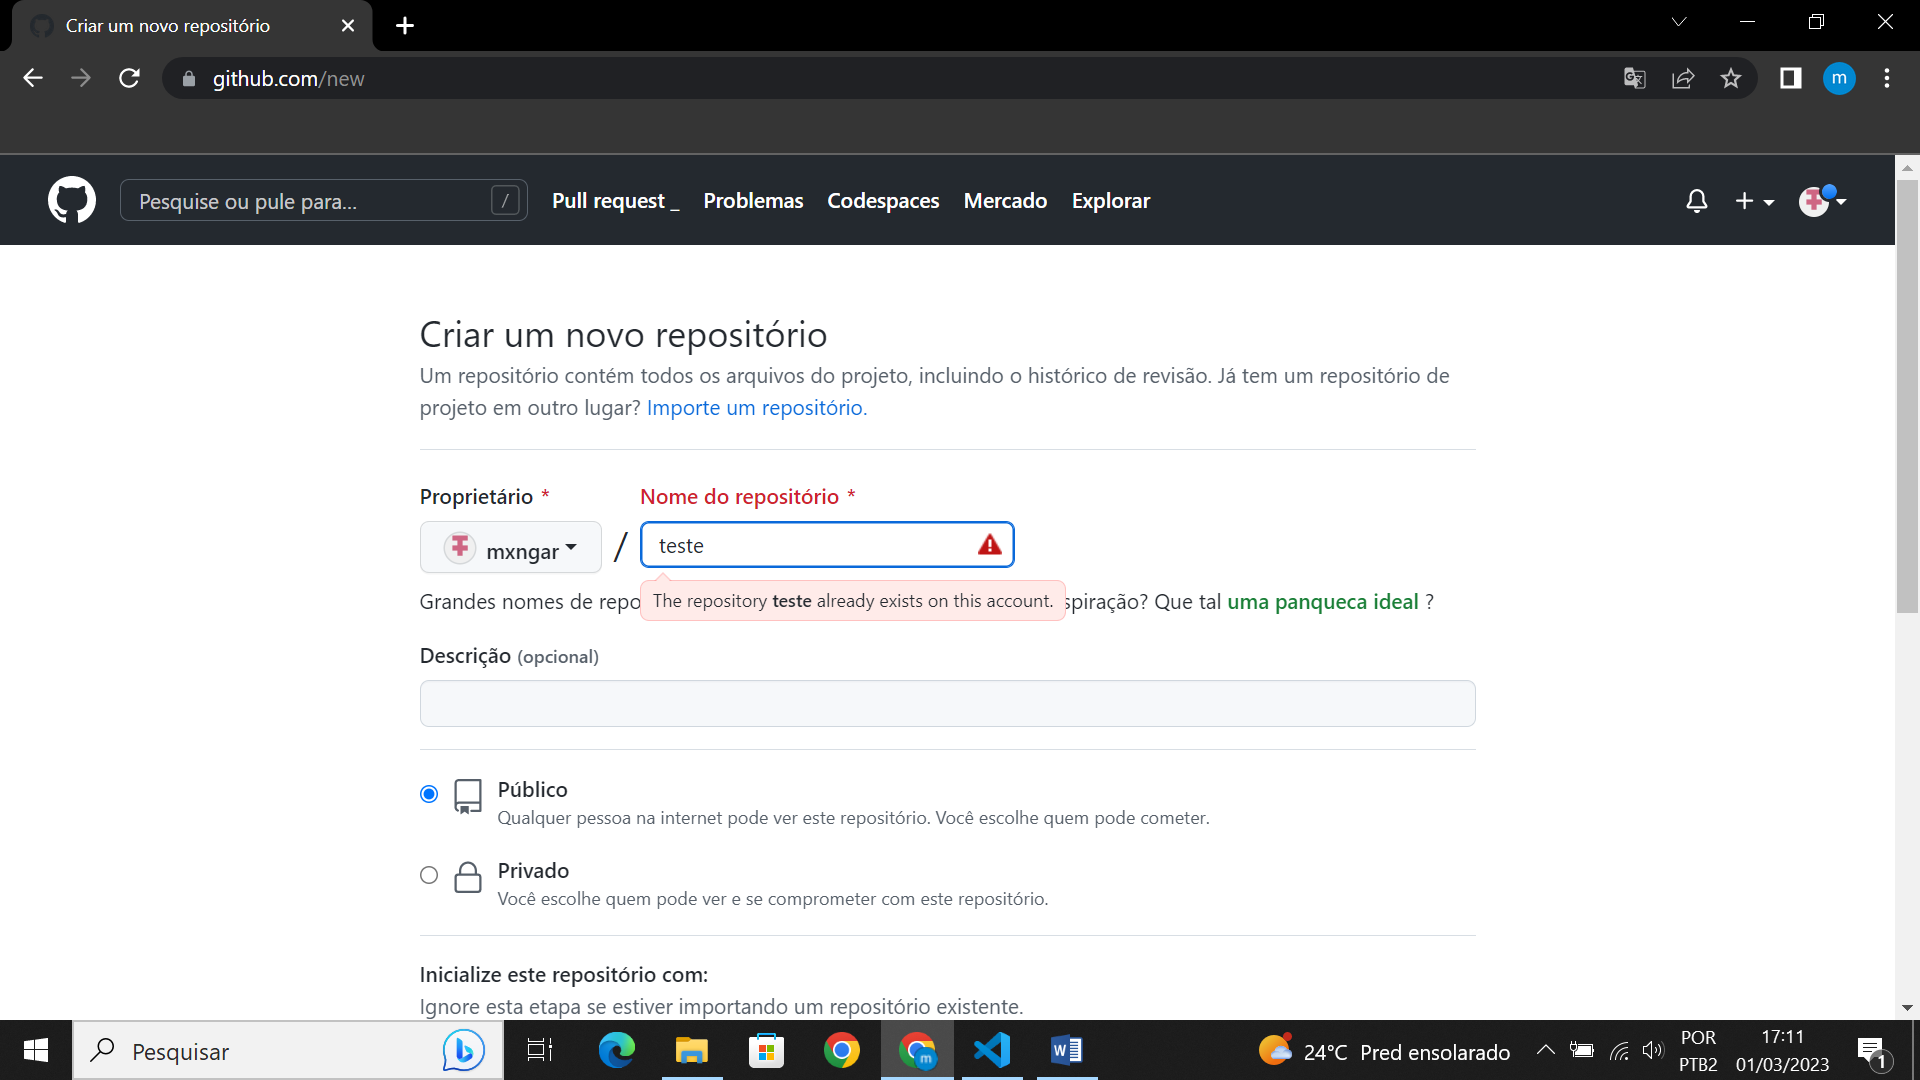 Criar um novo repositório
github.com/new
m
Pesquise ou pule para...
/
Pull request _
Problemas
Codespaces
Mercado
Explorar
Criar um novo repositório
Um repositório contém todos os arquivos do projeto, incluindo o histórico de revisão. Já tem um repositório de
projeto em outro lugar? Importe um repositório.
Proprietário *
Nome do repositório *
mxngar
/
teste
Grandes nomes de repo
The repository teste already exists on this account.
spiração? Que tal uma panqueca ideal ?
Descrição (opcional)
Público
Qualquer pessoa na internet pode ver este repositório. Você escolhe quem pode cometer.
Privado
Você escolhe quem pode ver e se comprometer com este repositório.
Inicialize este repositório com:
Ignore esta etapa se estiver importando um repositório existente.
Pesquisar
m
24°C Pred ensolarado
POR
PTB2
17:11
01/03/2023
1